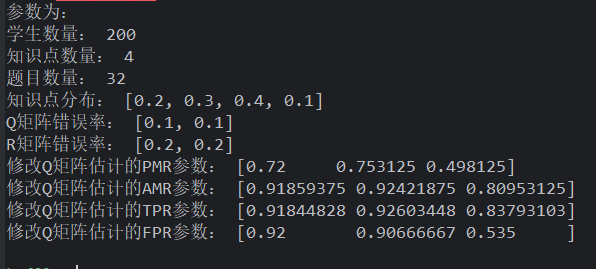 参数为：
学生数量： 200
知识点数量： 4
题目数量： 32
知识点分布： [0.2, 0.3, 0.4, 0.1]
Q矩阵错误率： [0.1, 0.1]
R矩阵错误率： [0.2, 0.2]
修改Q矩阵估计的PMR参数： [0.72     0.753125 0.498125]
修改Q矩阵估计的AMR参数： [0.91859375 0.92421875 0.80953125]
修改Q矩阵估计的TPR参数： [0.91844828 0.92603448 0.83793103]
修改Q矩阵估计的FPR参数： [0.92       0.90666667 0.535     ]